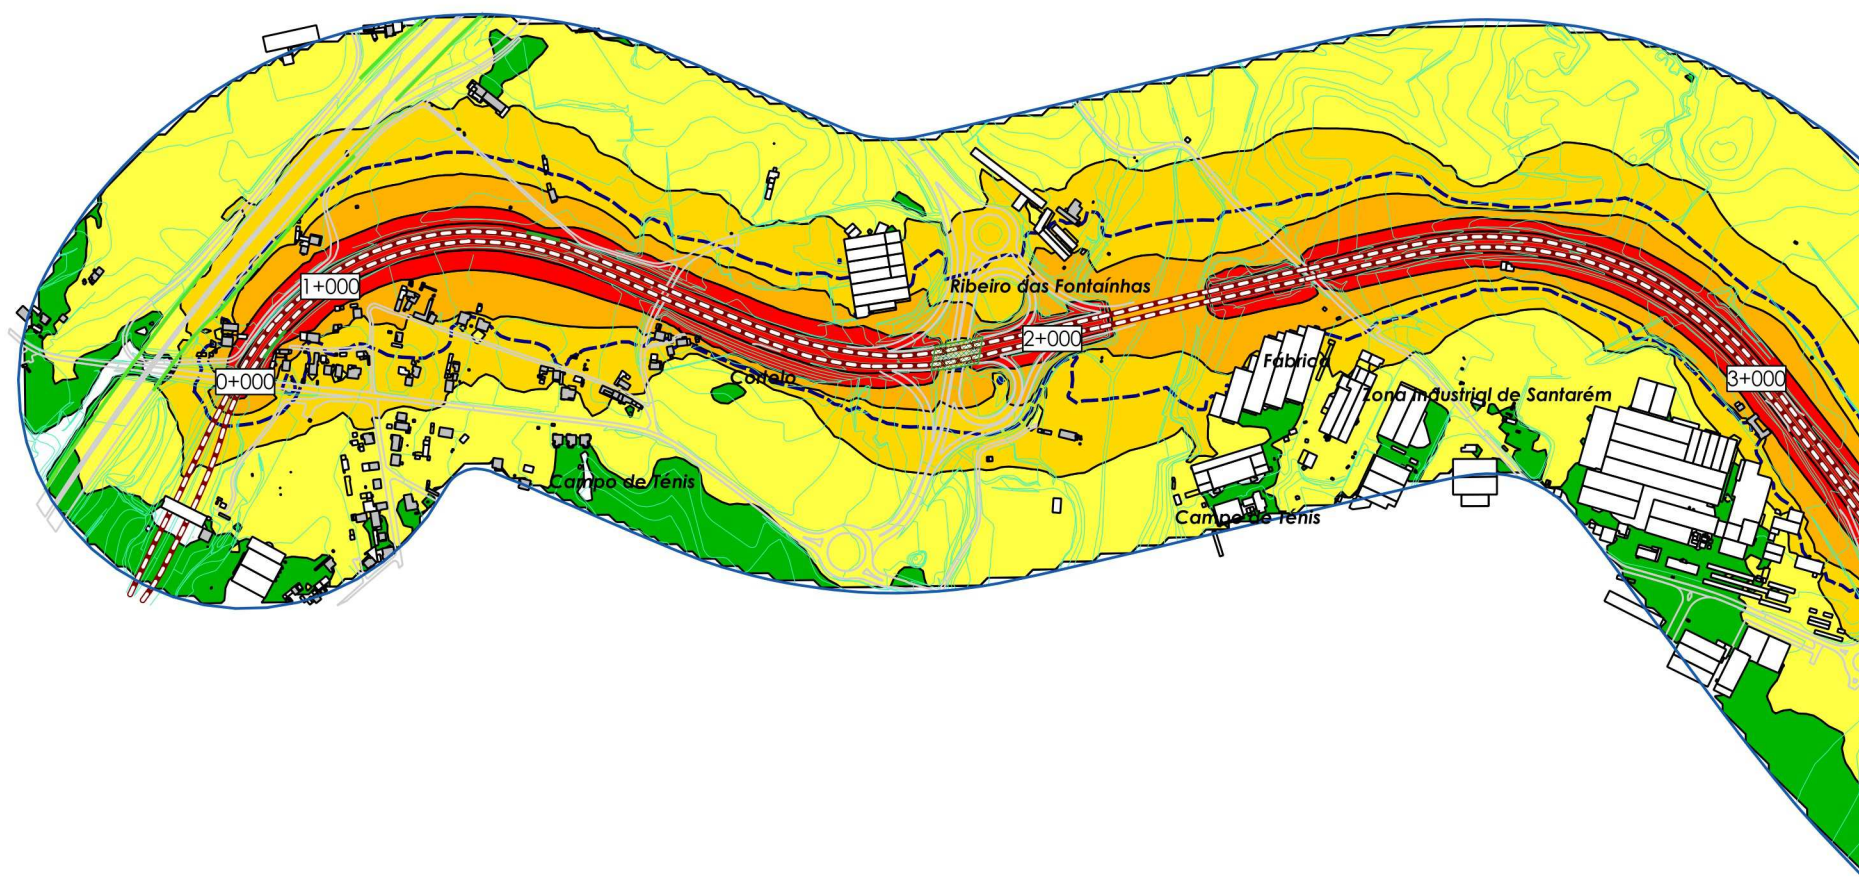 1+000
Ribeiro das Fontaínhas
2+000
0+000
Cortelo
Fábrica
Zona Industrial de Santarém
3+000
Campo de Ténis
Campo de Ténis